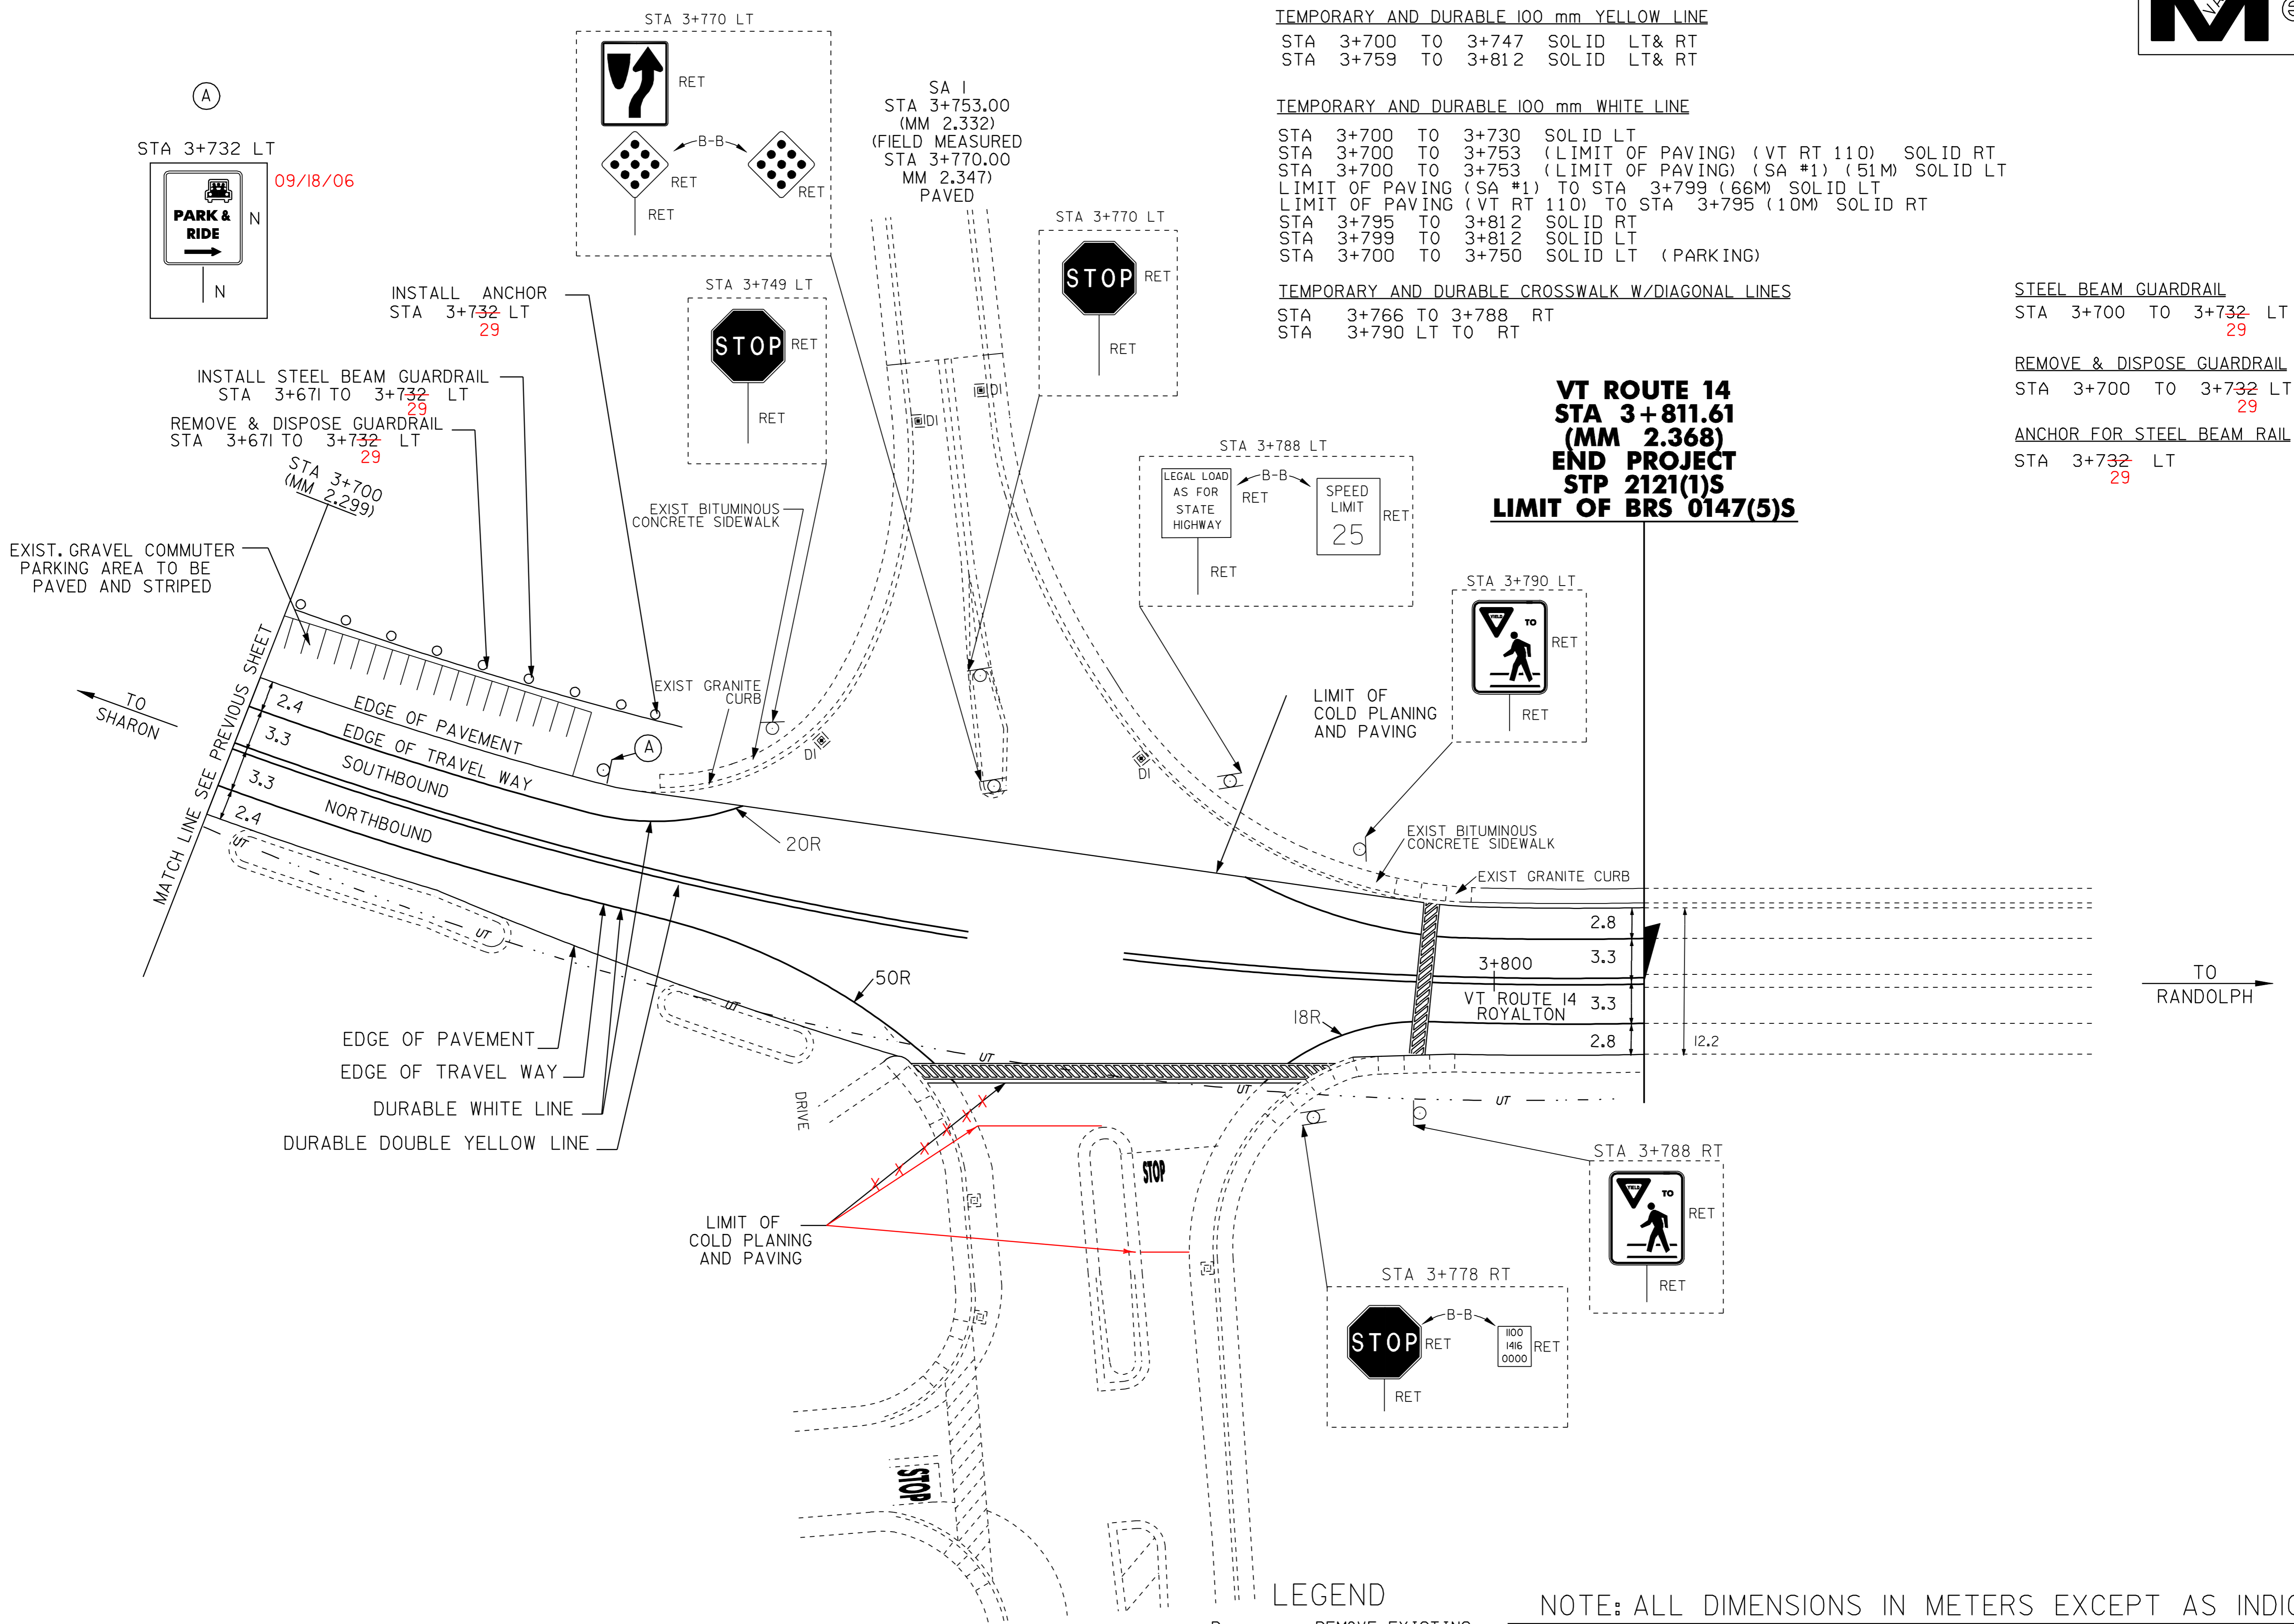 STA 3+770 LT
RET
B-B
RET
RET
RET
A
STA 3+732 LT
09/18/06
PARK &
RIDE
N
N
SA 1
STA 3+753.00
(MM 2.332)
(FIELD MEASURED
STA 3+770.00
MM 2.347)
PAVED
TEMPORARY AND DURABLE 100 mm YELLOW LINE
STA 3+700 TO 3+747 SOLID LT& RT
STA 3+759 TO 3+812 SOLID LT& RT
TEMPORARY AND DURABLE 100 mm WHITE LINE
STA 3+700 TO 3+730 SOLID LT
STA 3+700 TO 3+753 (LIMIT OF PAVING) (VT RT 110) SOLID RT
STA 3+700 TO 3+753 (LIMIT OF PAVING) (SA #1) (51M) SOLID LT
LIMIT OF PAVING (SA #1) TO STA 3+799 (66M) SOLID LT
LIMIT OF PAVING (VT RT 110) TO STA 3+795 (10M) SOLID RT
STA 3+795 TO 3+812 SOLID RT
STA 3+799 TO 3+812 SOLID LT
STA 3+700 TO 3+750 SOLID LT (PARKING)
TEMPORARY AND DURABLE CROSSWALK W/DIAGONAL LINES
STA 3+766 TO 3+788 RT
STA 3+790 LT TO RT
M
STEEL BEAM GUARDRAIL
STA 3+700 TO 3+732 LT
29
REMOVE & DISPOSE GUARDRAIL
STA 3+700 TO 3+732 LT
29
ANCHOR FOR STEEL BEAM RAIL
STA 3+732 LT
29
INSTALL ANCHOR
STA 3+732 LT
29
INSTALL STEEL BEAM GUARDRAIL
STA 3+671 TO 3+732 LT
29
REMOVE & DISPOSE GUARDRAIL
STA 3+671 TO 3+732 LT
29
STA 3+700
(MM 2.299)
EXIST. GRAVEL COMMUTER
PARKING AREA TO BE
PAVED AND STRIPED
STA 3+749 LT
STOP RET
RET
STA 3+770 LT
STOP RET
RET
DI
DI
EXIST BITUMINOUS
CONCRETE SIDEWALK
STA 3+788 LT
LEGAL LOAD
AS FOR
STATE
HIGHWAY
RET
B-B
SPEED
LIMIT
25
RET
RET
VT ROUTE 14
STA 3+811.61
(MM 2.368)
END PROJECT
STP 2121(1)S
LIMIT OF BRS 0147(5)S
STA 3+790 LT
YIELD
TO
RET
RET
MATCH LINE SEE PREVIOUS SHEET
TO
SHARON
2.4
EDGE OF PAVEMENT
EDGE OF TRAVEL WAY
3.3
SOUTHBOUND
3.3
NORTHBOUND
2.4
UT
UT
UT
UT
UT
UT
A
EXIST GRANITE
CURB
DI
DI
20R
LIMIT OF
COLD PLANING
AND PAVING
EXIST BITUMINOUS
CONCRETE SIDEWALK
EXIST GRANITE CURB
2.8
3.3
3+800
VT ROUTE 14
ROYALTON
3.3
2.8
12.2
TO
RANDOLPH
50R
18R
EDGE OF PAVEMENT
EDGE OF TRAVEL WAY
DURABLE WHITE LINE
DURABLE DOUBLE YELLOW LINE
DRIVE
LIMIT OF
COLD PLANING
AND PAVING
X X X X X X
STOP
STA 3+788 RT
YIELD
TO
RET
RET
STA 3+778 RT
STOP RET
B-B
1100
1416
0000
RET
RET
STOP
LEGEND
NOTE: ALL DIMENSIONS IN METERS EXCEPT AS INDIC
REMOVE EXISTING